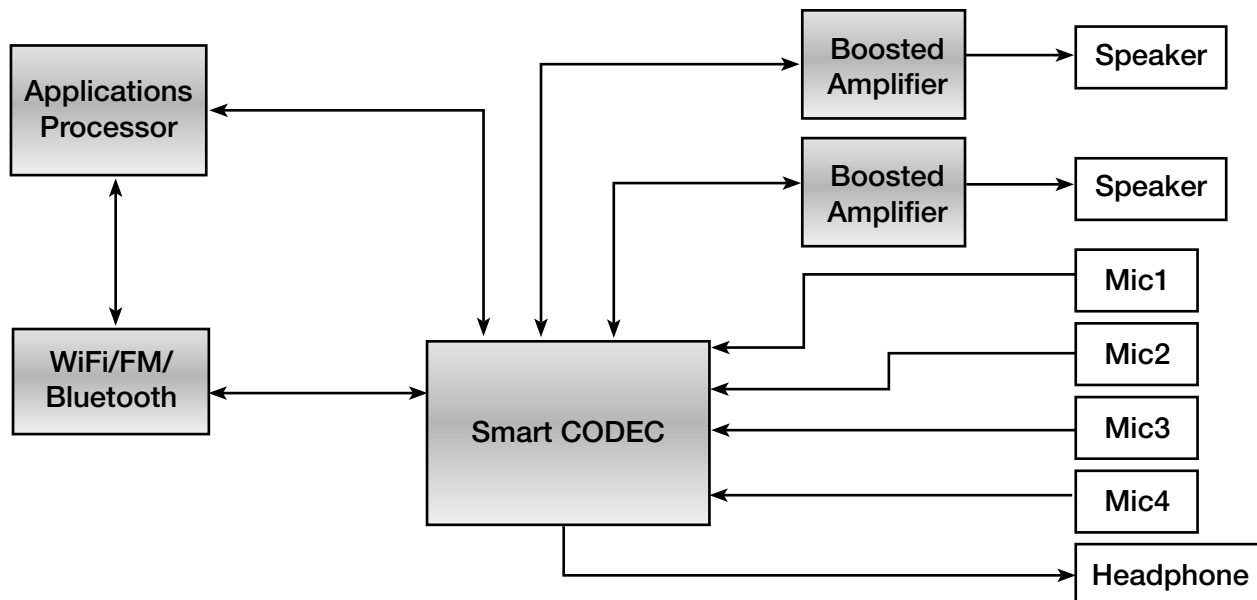 Applications
Processor
Boosted
Amplifier
Speaker
Boosted
Amplifier
Speaker
WiFi/FM/
Bluetooth
Smart CODEC
Mic1
Mic2
Mic3
Mic4
Headphone